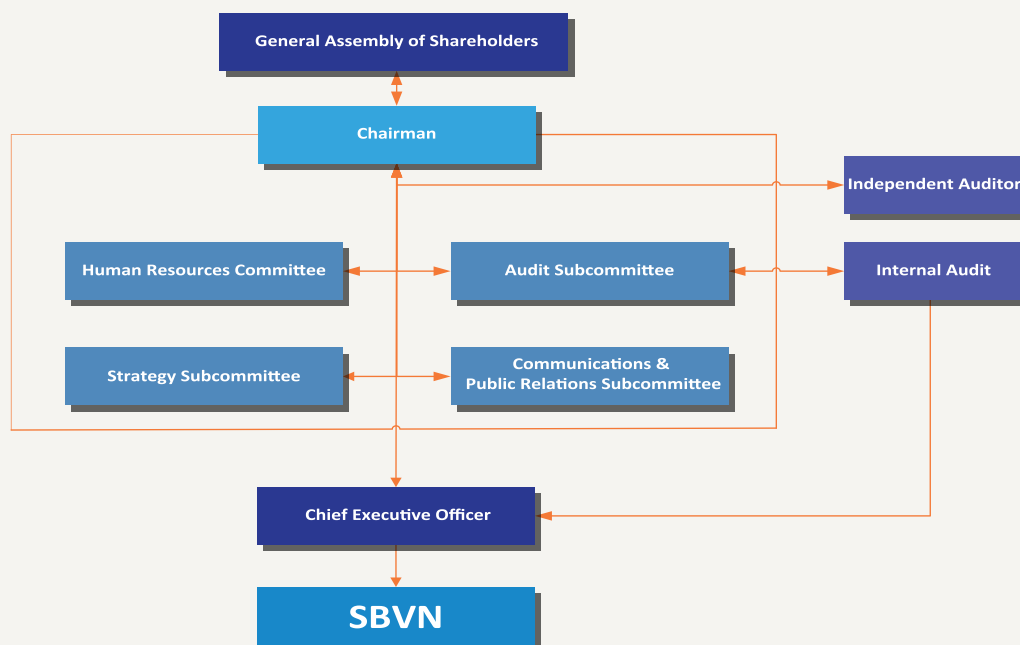 General Assembly of Shareholders
Chairman
Independent Auditor
Human Resources Committee
Audit Subcommittee
Internal Audit
Strategy Subcommittee
Communications &
Public Relations Subcommittee
Chief Executive Officer
SBVN